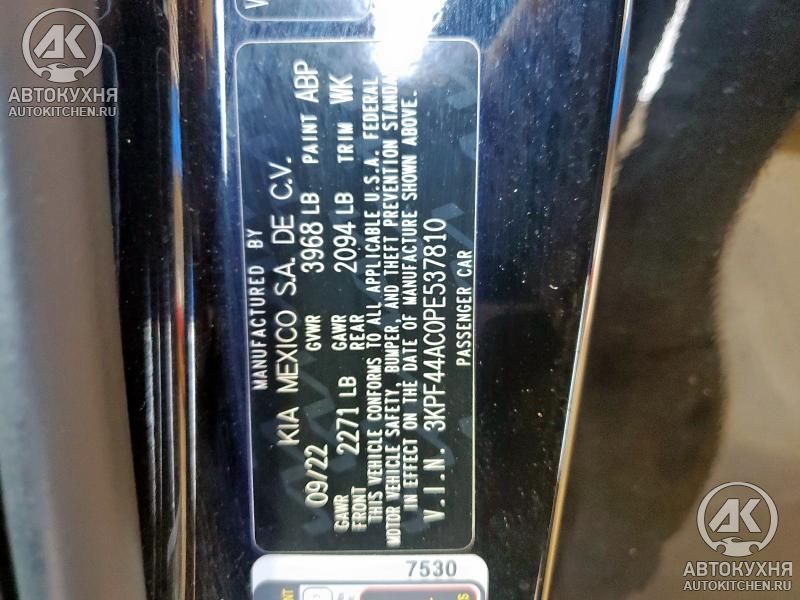 AK
АВТОКУХНЯ
AUTOKITCHEN.RU
MANUFACTURED BY
KIA MEXICO S.A. DE C.V.
09/22 GVWR 3968 LB PAINT ABP
GAWR FRONT 2271 LB GAWR REAR 2094 LB TRIM WK
THIS VEHICLE CONFORMS TO ALL APPLICABLE U.S.A. FEDERAL
MOTOR VEHICLE SAFETY, BUMPER, AND THEFT PREVENTION STANDA
IN EFFECT ON THE DATE OF MANUFACTURE SHOWN ABOVE.
V.I.N. 3KPF44AC0PE537810
PASSENGER CAR
7530
AK
АВТОКУХНЯ
AUTOKITCHEN.RU